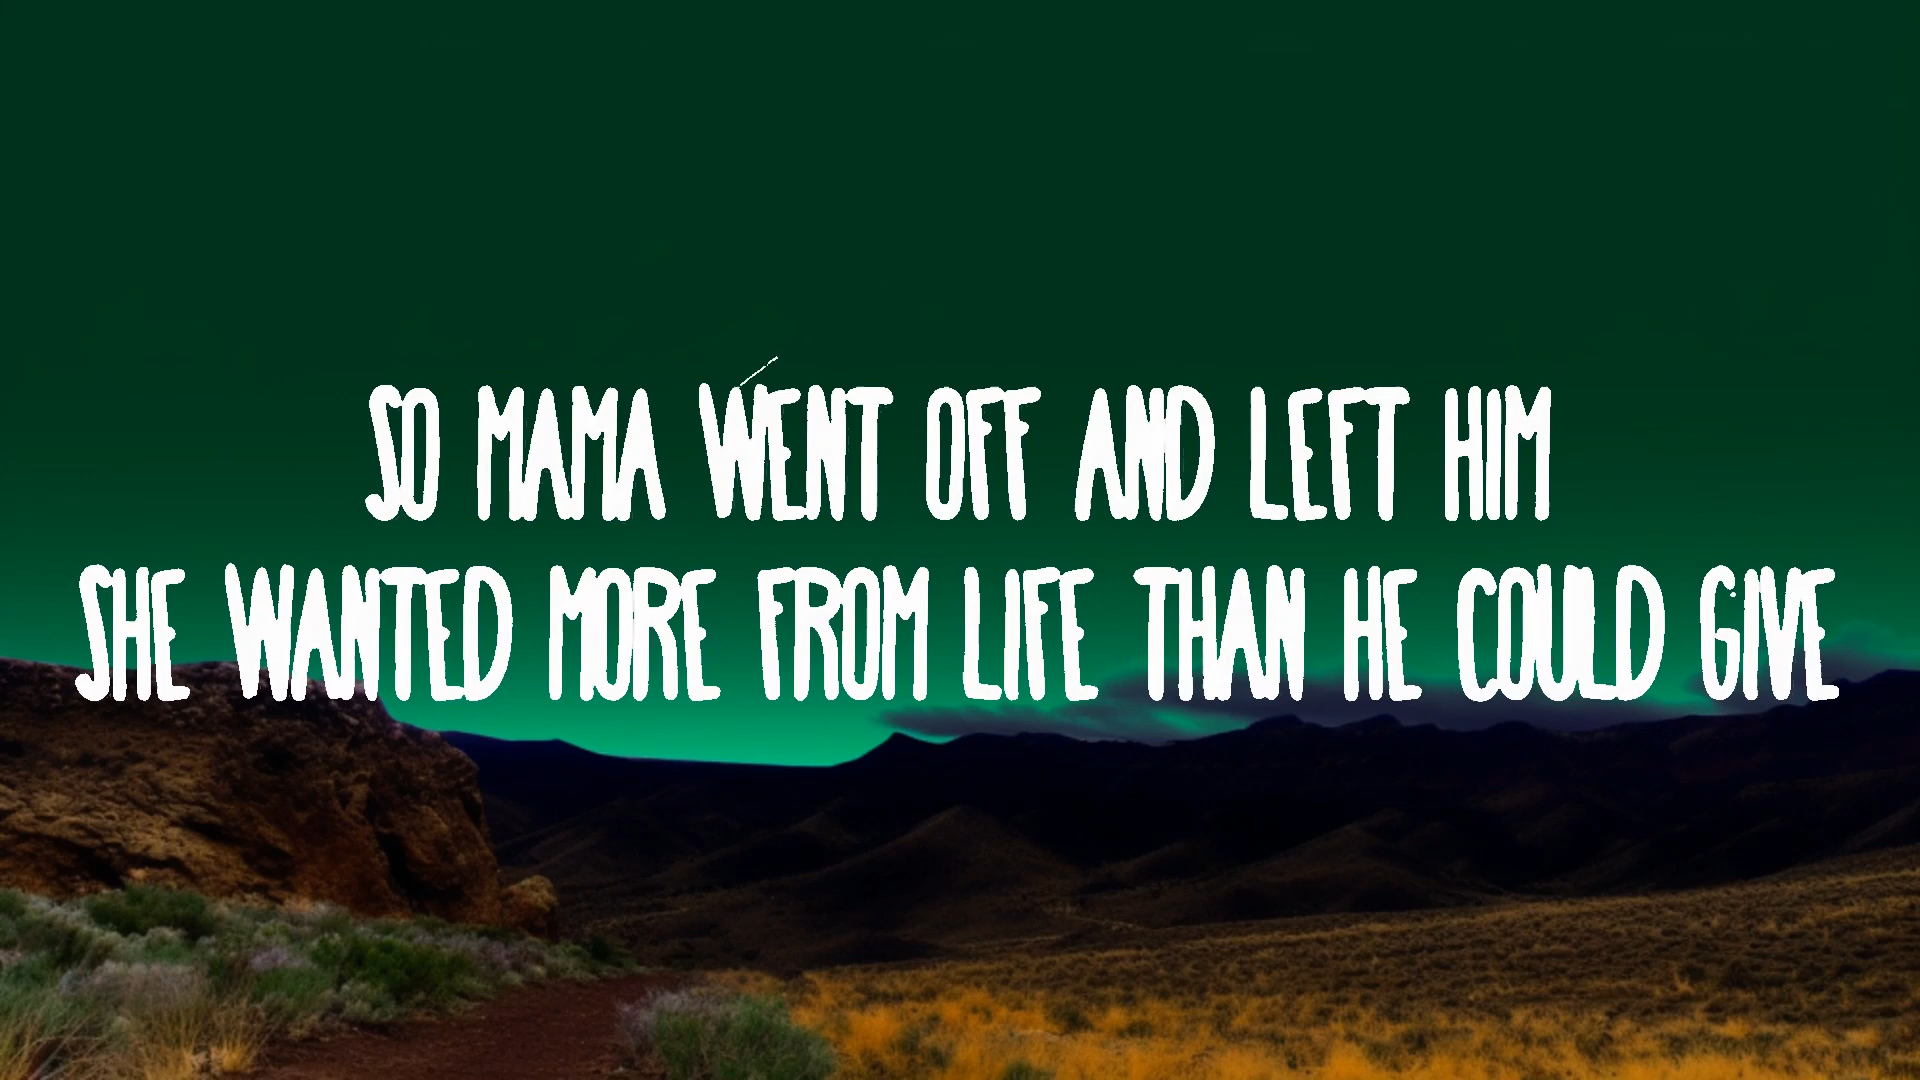 SO MAMA WENT OFF AND LEFT HIM
SHE WANTED MORE FROM LIFE THAN HE COULD GIVE